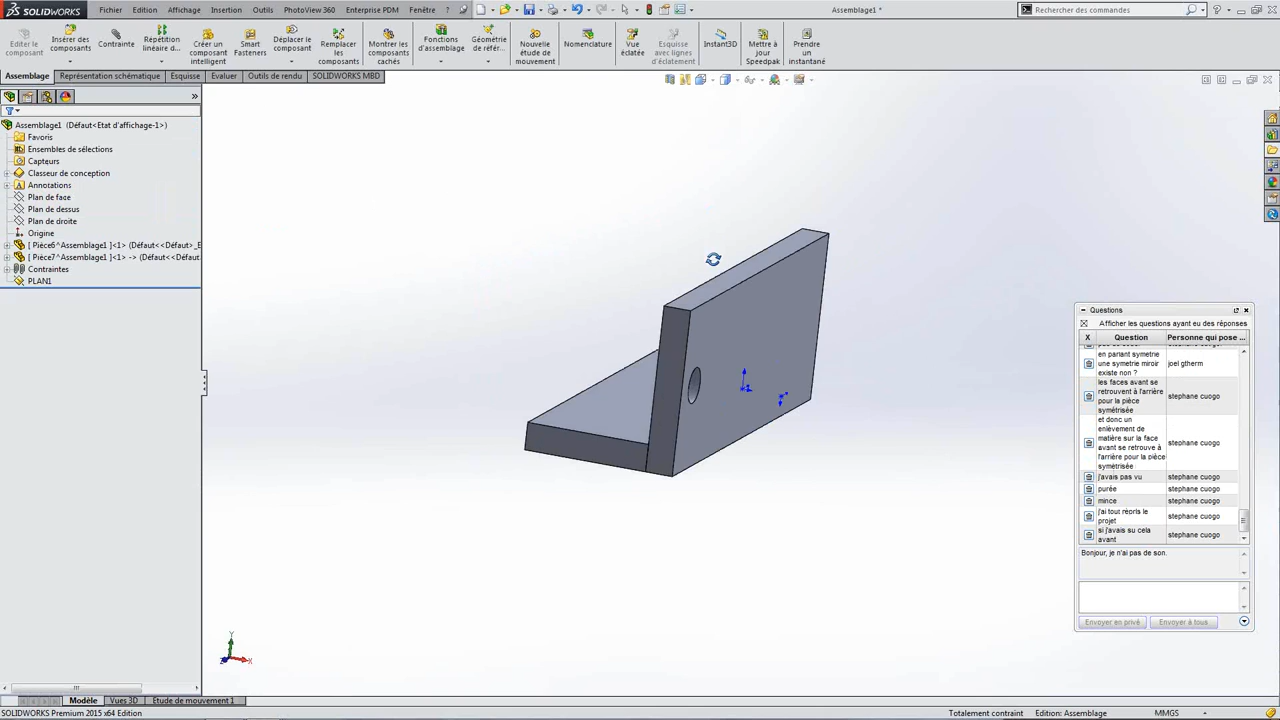 SOLIDWORKS
Fichier Edition Affichage Insertion Outils PhotoView 360 Enterprise PDM Fenêtre
Assemblage1 *
Rechercher des commandes
Editer le composant
Insérer des composants
Contrainte
Répétition linéaire d...
Créer un composant intelligent
Smart Fasteners
Déplacer le composant
Remplacer les composants
Montrer les composants cachés
Fonctions d'assemblage
Géométrie de référ...
Nouvelle étude de mouvement
Nomenclature
Vue éclatée
Esquisse avec lignes d'éclatement
Instant3D
Mettre à jour Speedpak
Prendre un instantané
Assemblage Représentation schématique Esquisse Evaluer Outils de rendu SOLIDWORKS MBD
Assemblage1 (Défaut<Etat d'affichage-1>)
Favoris
Ensembles de sélections
Capteurs
Classeur de conception
Annotations
Plan de face
Plan de dessus
Plan de droite
Origine
[ Pièce6^Assemblage1 ]<1> (Défaut<<Défaut>_E
[ Pièce7^Assemblage1 ]<1> -> (Défaut<<Défaut.
Contraintes
PLAN1
Questions
Afficher les questions ayant eu des réponses
X Question Personne qui pose ...
en parlant symetrie une symetrie miroir existe non ? joel gtherm
les faces avant se retrouvent à l'arrière pour la pièce symétrisée stephane cuogo
et donc un enlèvement de matière sur la face avant se retrouve à l'arrière pour la pièce symétrisée stephane cuogo
j'avais pas vu stephane cuogo
purée stephane cuogo
mince stephane cuogo
j'ai tout repris le projet stephane cuogo
si j'avais su cela avant stephane cuogo
Bonjour, je n'ai pas de son.
Envoyer en privé Envoyer à tous
Y
X
Z
Modèle Vues 3D Etude de mouvement 1
SOLIDWORKS Premium 2015 x64 Edition
Totalement contraint Edition: Assemblage MMGS